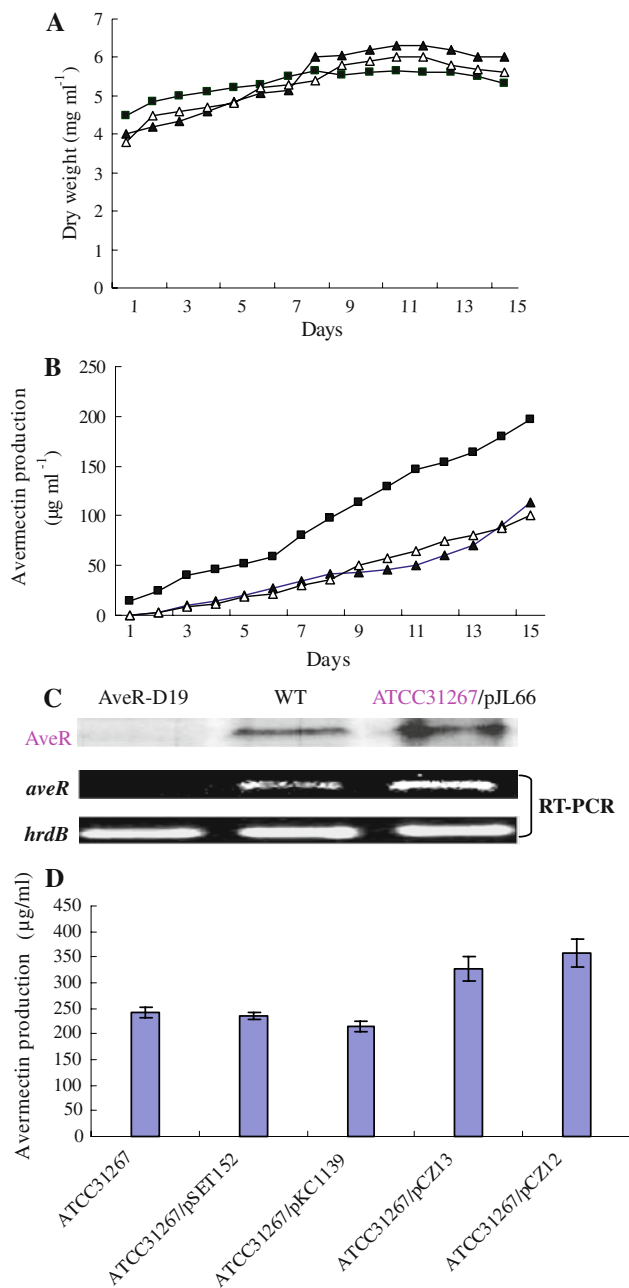 A
7
6
5
4
3
2
1
0
Dry weight (mg ml⁻¹)
1 3 5 7 9 11 13 15
Days
B
250
200
150
100
50
0
Avermectin production
(µg ml⁻¹)
1 3 5 7 9 11 13 15
Days
C
AveR-D19 WT ATCC31267/pJL66
AveR
aveR
hrdB
RT-PCR
D
450
400
350
300
250
200
150
100
50
0
Avermectin production (µg/ml)
ATCC31267
ATCC31267/pSET152
ATCC31267/pKC1139
ATCC31267/pCZ13
ATCC31267/pCZ12